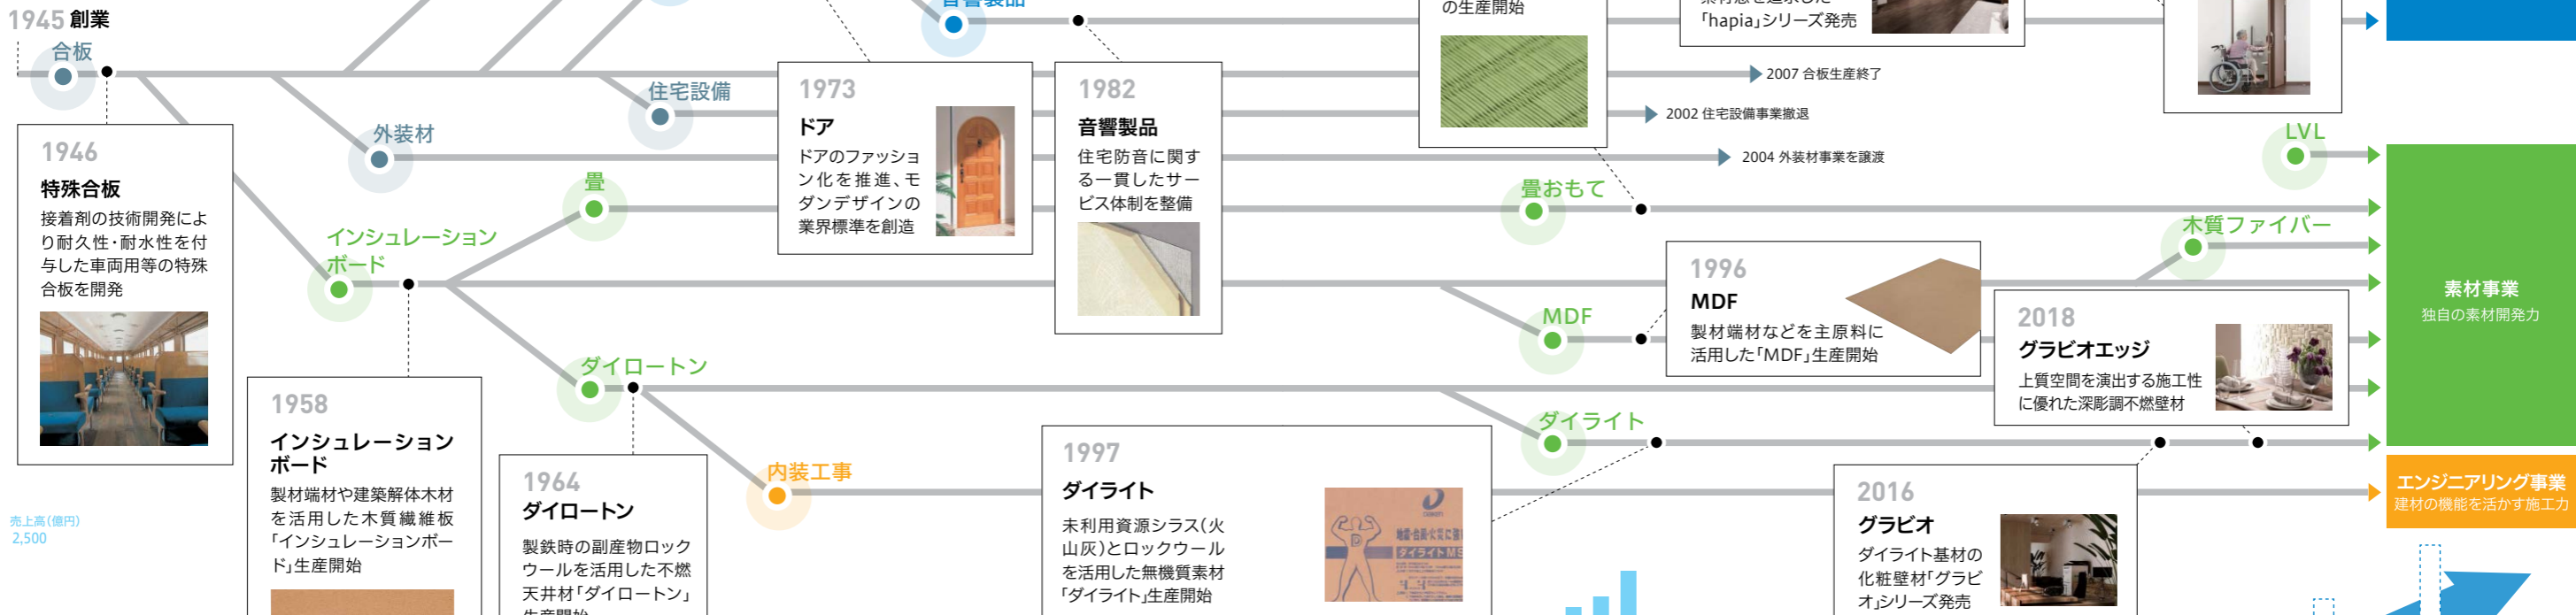 1945 創業
合板
音響製品
の生産開始
「hapia」シリーズ発売
2007 合板生産終了
住宅設備
2002 住宅設備事業撤退
外装材
2004 外装材事業を譲渡
LVL
1946
特殊合板
接着剤の技術開発によ
り耐久性・耐水性を付
与した車両用等の特殊
合板を開発
1973
ドア
ドアのファッショ
ン化を推進、モ
ダンデザインの
業界標準を創造
1982
音響製品
住宅防音に関す
る一貫したサー
ビス体制を整備
畳
畳おもて
木質ファイバー
インシュレーション
ボード
1996
MDF
製材端材などを主原料に
活用した「MDF」生産開始
MDF
素材事業
独自の素材開発力
2018
グラビオエッジ
上質空間を演出する施工性
に優れた深彫調不燃壁材
ダイロートン
ダイライト
1958
インシュレーション
ボード
製材端材や建築解体木材
を活用した木質繊維板
「インシュレーションボー
ド」生産開始
1964
ダイロートン
製鉄時の副産物ロック
ウールを活用した不燃
天井材「ダイロートン」
生産開始
内装工事
1997
ダイライト
未利用資源シラス(火
山灰)とロックウール
を活用した無機質素材
「ダイライト」生産開始
ダイライトMS
2016
グラビオ
ダイライト基材の
化粧壁材「グラビ
オ」シリーズ発売
エンジニアリング事業
建材の機能を活かす施工力
売上高(億円)
2,500